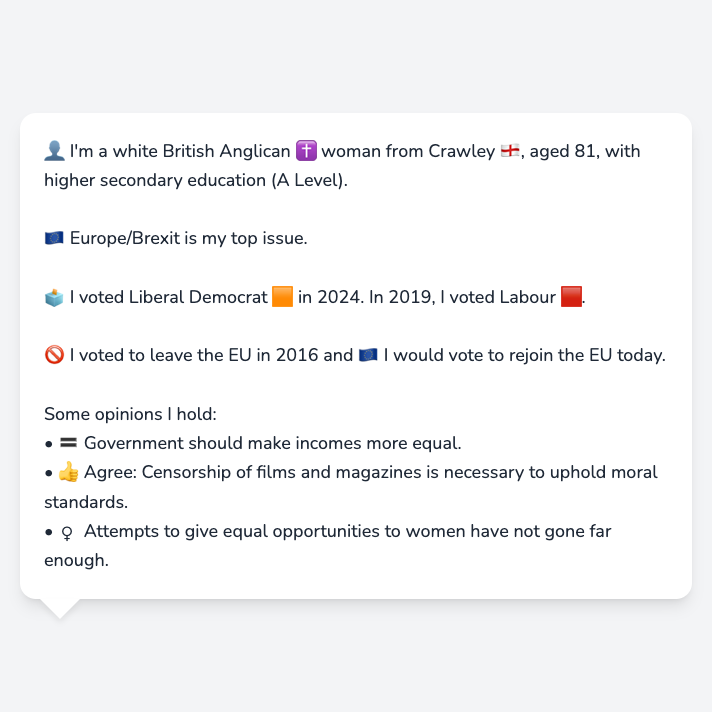 👤 I'm a white British Anglican ✝️ woman from Crawley 🏴󠁧󠁢󠁥󠁮󠁧󠁿, aged 81, with
higher secondary education (A Level).
🇪🇺 Europe/Brexit is my top issue.
🗳️ I voted Liberal Democrat 🟧 in 2024. In 2019, I voted Labour 🟥.
🚫 I voted to leave the EU in 2016 and 🇪🇺 I would vote to rejoin the EU today.
Some opinions I hold:
• 🟰 Government should make incomes more equal.
• 👍 Agree: Censorship of films and magazines is necessary to uphold moral
standards.
• ♀ Attempts to give equal opportunities to women have not gone far
enough.